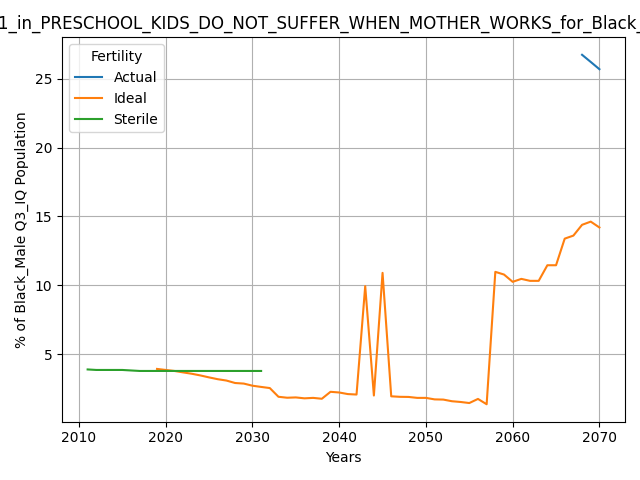 1_in_PRESCHOOL_KIDS_DO_NOT_SUFFER_WHEN_MOTHER_WORKS_for_Black_
Fertility
Actual
Ideal
Sterile
% of Black_Male Q3_IQ Population
25
20
15
10
5
2010 2020 2030 2040 2050 2060 2070
Years